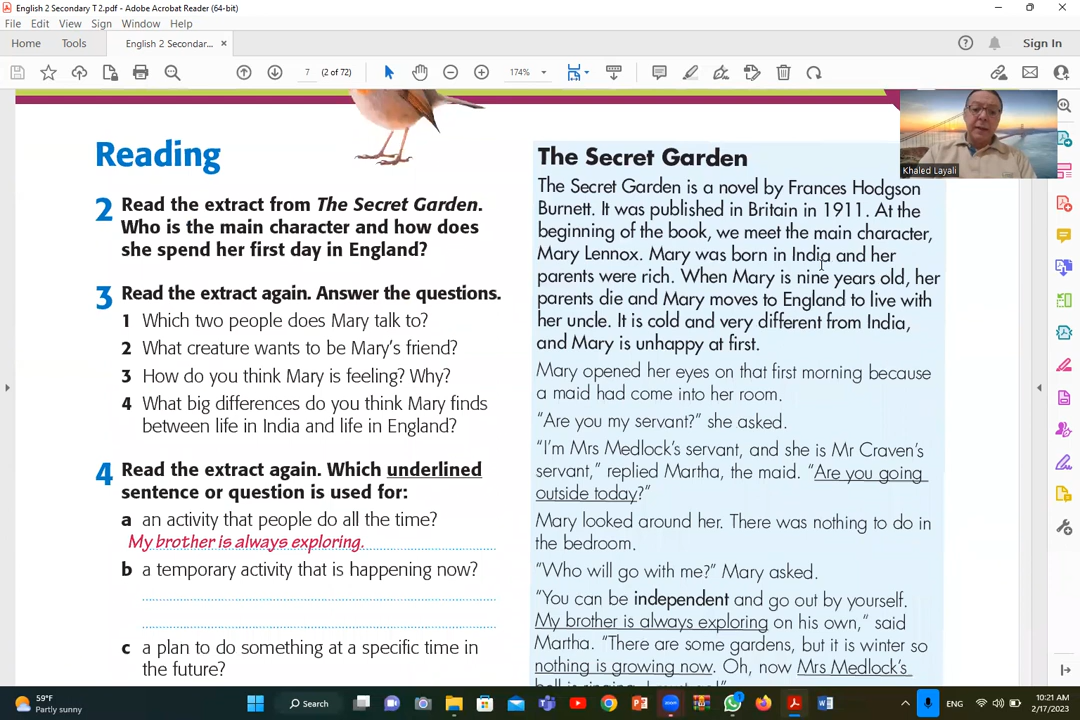 English 2 Secondary T 2.pdf - Adobe Acrobat Reader (64-bit)
File Edit View Sign Window Help
Home Tools English 2 Secondar... × Sign In
7 (2 of 72) 174%
Khaled Layali
Reading
2 Read the extract from The Secret Garden.
Who is the main character and how does
she spend her first day in England?
3 Read the extract again. Answer the questions.
1 Which two people does Mary talk to?
2 What creature wants to be Mary's friend?
3 How do you think Mary is feeling? Why?
4 What big differences do you think Mary finds
between life in India and life in England?
4 Read the extract again. Which underlined
sentence or question is used for:
a an activity that people do all the time?
My brother is always exploring.
b a temporary activity that is happening now?
c a plan to do something at a specific time in
the future?
The Secret Garden
The Secret Garden is a novel by Frances Hodgson
Burnett. It was published in Britain in 1911. At the
beginning of the book, we meet the main character,
Mary Lennox. Mary was born in India and her
parents were rich. When Mary is nine years old, her
parents die and Mary moves to England to live with
her uncle. It is cold and very different from India,
and Mary is unhappy at first.
Mary opened her eyes on that first morning because
a maid had come into her room.
"Are you my servant?" she asked.
"I'm Mrs Medlock's servant, and she is Mr Craven's
servant," replied Martha, the maid. "Are you going
outside today?"
Mary looked around her. There was nothing to do in
the bedroom.
"Who will go with me?" Mary asked.
"You can be independent and go out by yourself.
My brother is always exploring on his own," said
Martha. "There are some gardens, but it is winter so
nothing is growing now. Oh, now Mrs Medlock's
59°F
Partly sunny
Search
ENG
10:21 AM
2/17/2023